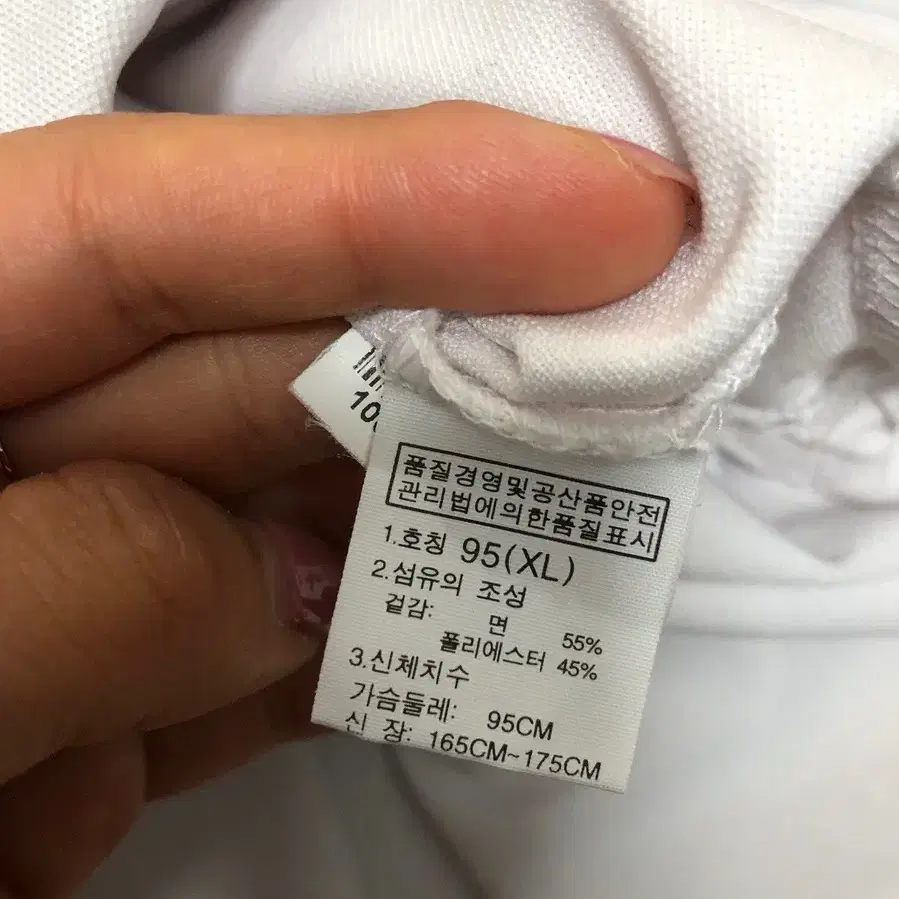 10
품질경영및공산품안전
관리법에의한품질표시
1.호칭 95(XL)
2.섬유의 조성
겉감: 면 55%
폴리에스터 45%
3.신체치수
가슴둘레: 95CM
신 장: 165CM~175CM